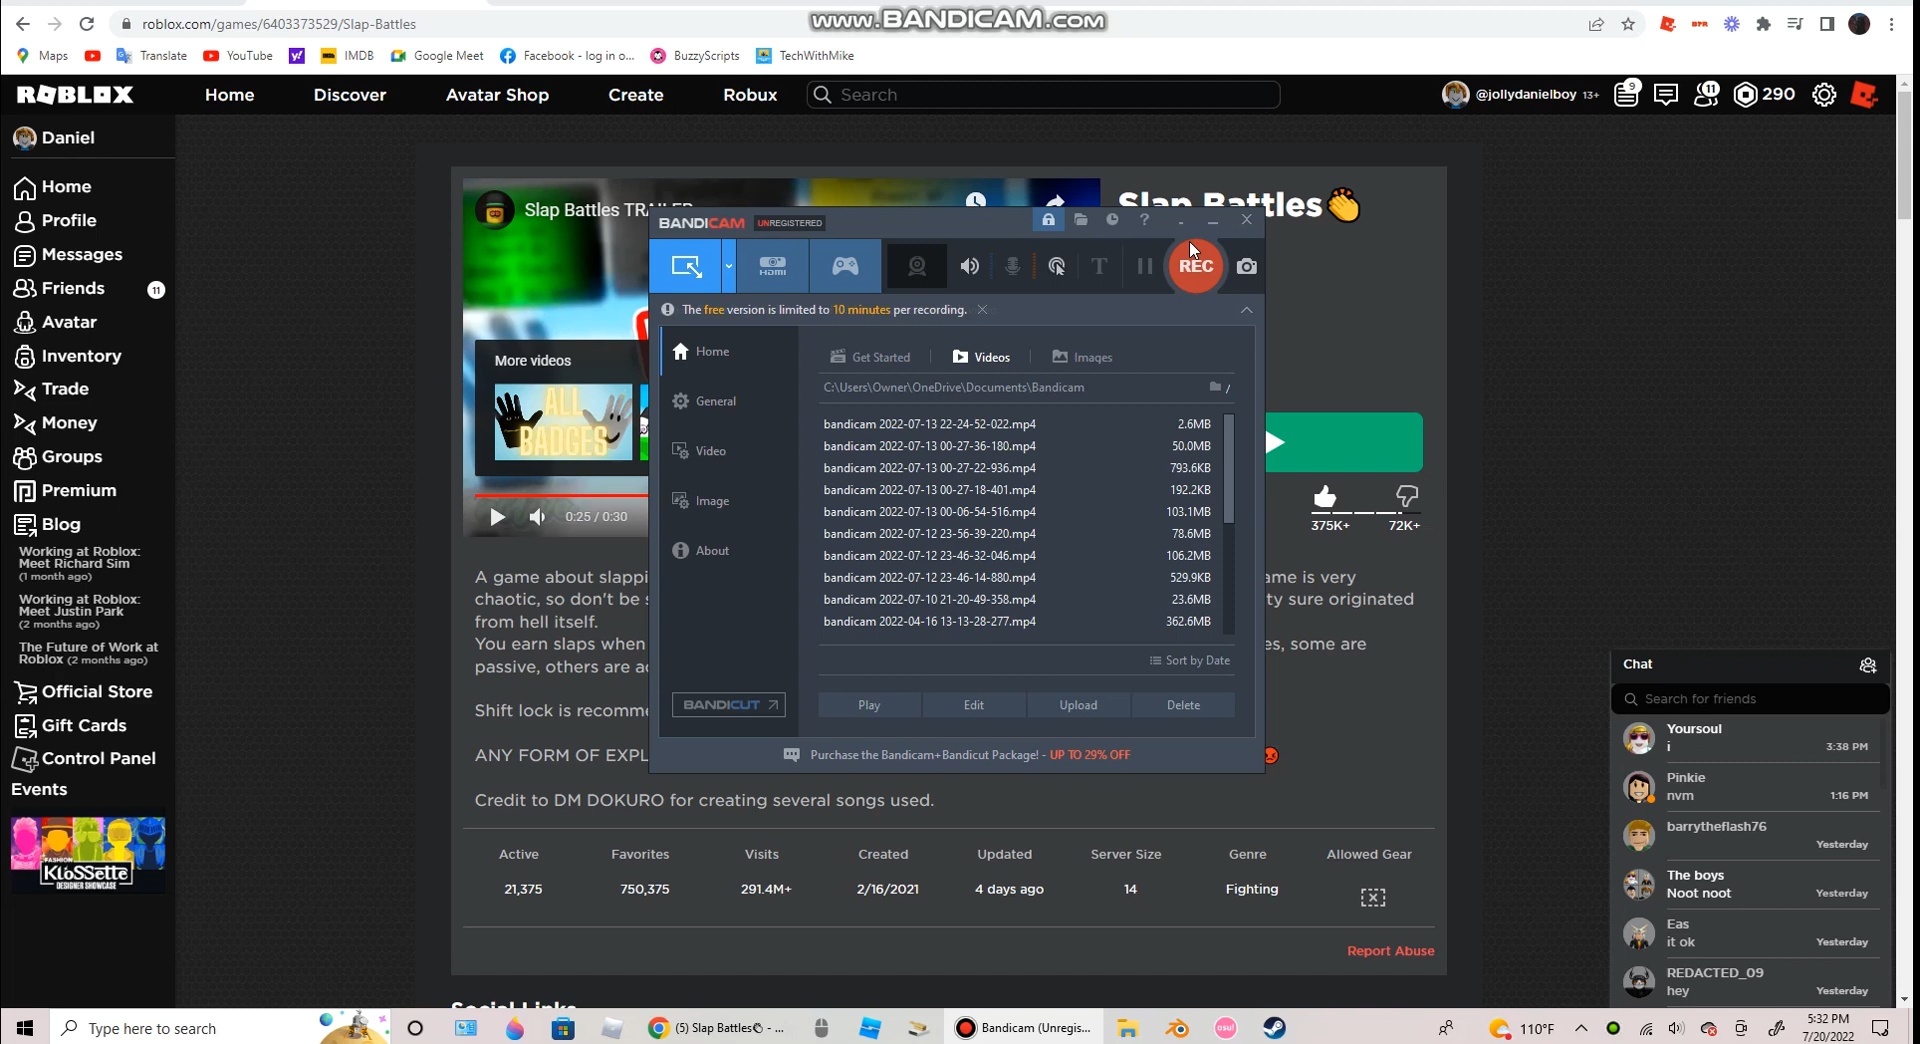 roblox.com/games/6403373529/Slap-Battles
www.BANDICAM.com
Maps
Translate
YouTube
IMDB
Google Meet
Facebook - log in o...
BuzzyScripts
TechWithMike
ROBLOX
Home
Discover
Avatar Shop
Create
Robux
Search
@jollydanielboy 13+
9
11
290
Daniel
Home
Profile
Messages
Friends
11
Avatar
Inventory
Trade
Money
Groups
Premium
Blog
Working at Roblox:
Meet Richard Sim
(1 month ago)
Working at Roblox:
Meet Justin Park
(2 months ago)
The Future of Work at
Roblox (2 months ago)
Official Store
Gift Cards
Control Panel
Events
FASHION
KloSSette
DESIGNER SHOWCASE
Slap Battles TRAILER
More videos
ALL
BADGES
0:25 / 0:30
Slap Battles👏
375K+
72K+
BANDICAM UNREGISTERED
HDMI
T
REC
The free version is limited to 10 minutes per recording.
Home
General
Video
Image
About
BANDICUT
Get Started
Videos
Images
C:\Users\Owner\OneDrive\Documents\Bandicam
bandicam 2022-07-13 22-24-52-022.mp4 2.6MB
bandicam 2022-07-13 00-27-36-180.mp4 50.0MB
bandicam 2022-07-13 00-27-22-936.mp4 793.6KB
bandicam 2022-07-13 00-27-18-401.mp4 192.2KB
bandicam 2022-07-13 00-06-54-516.mp4 103.1MB
bandicam 2022-07-12 23-56-39-220.mp4 78.6MB
bandicam 2022-07-12 23-46-32-046.mp4 106.2MB
bandicam 2022-07-12 23-46-14-880.mp4 529.9KB
bandicam 2022-07-10 21-20-49-358.mp4 23.6MB
bandicam 2022-04-16 13-13-28-277.mp4 362.6MB
Sort by Date
Play
Edit
Upload
Delete
Purchase the Bandicam+Bandicut Package! - UP TO 29% OFF
A game about slappi ame is very
chaotic, so don't be s ty sure originated
from hell itself.
You earn slaps when es, some are
passive, others are ac
Shift lock is recomme
ANY FORM OF EXPL
Credit to DM DOKURO for creating several songs used.
Active Favorites Visits Created Updated Server Size Genre Allowed Gear
21,375 750,375 291.4M+ 2/16/2021 4 days ago 14 Fighting
Report Abuse
Social Links
Chat
Search for friends
Yoursoul
i 3:38 PM
Pinkie
nvm 1:16 PM
barrytheflash76
Yesterday
The boys
Noot noot Yesterday
Eas
it ok Yesterday
REDACTED_09
hey Yesterday
Type here to search
(5) Slap Battles - ...
Bandicam (Unregis...
osu!
110°F
5:32 PM
7/20/2022